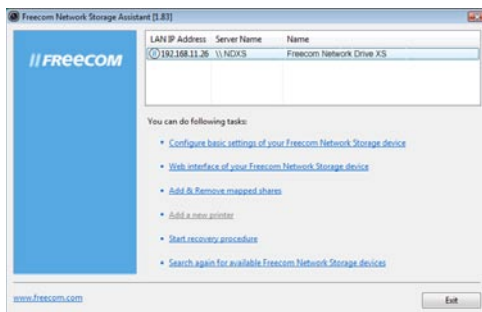 Freecom Network Storage Assistant [1.83]
LAN IP Address Server Name Name
192.168.11.26 \\ NDXS Freecom Network Drive XS
// FREECOM
You can do following tasks:
Configure basic settings of your Freecom Network Storage device
Web interface of your Freecom Network Storage device
Add & Remove mapped shares
Add a new printer
Start recovery procedure
Search again for available Freecom Network Storage devices
www.freecom.com
Exit